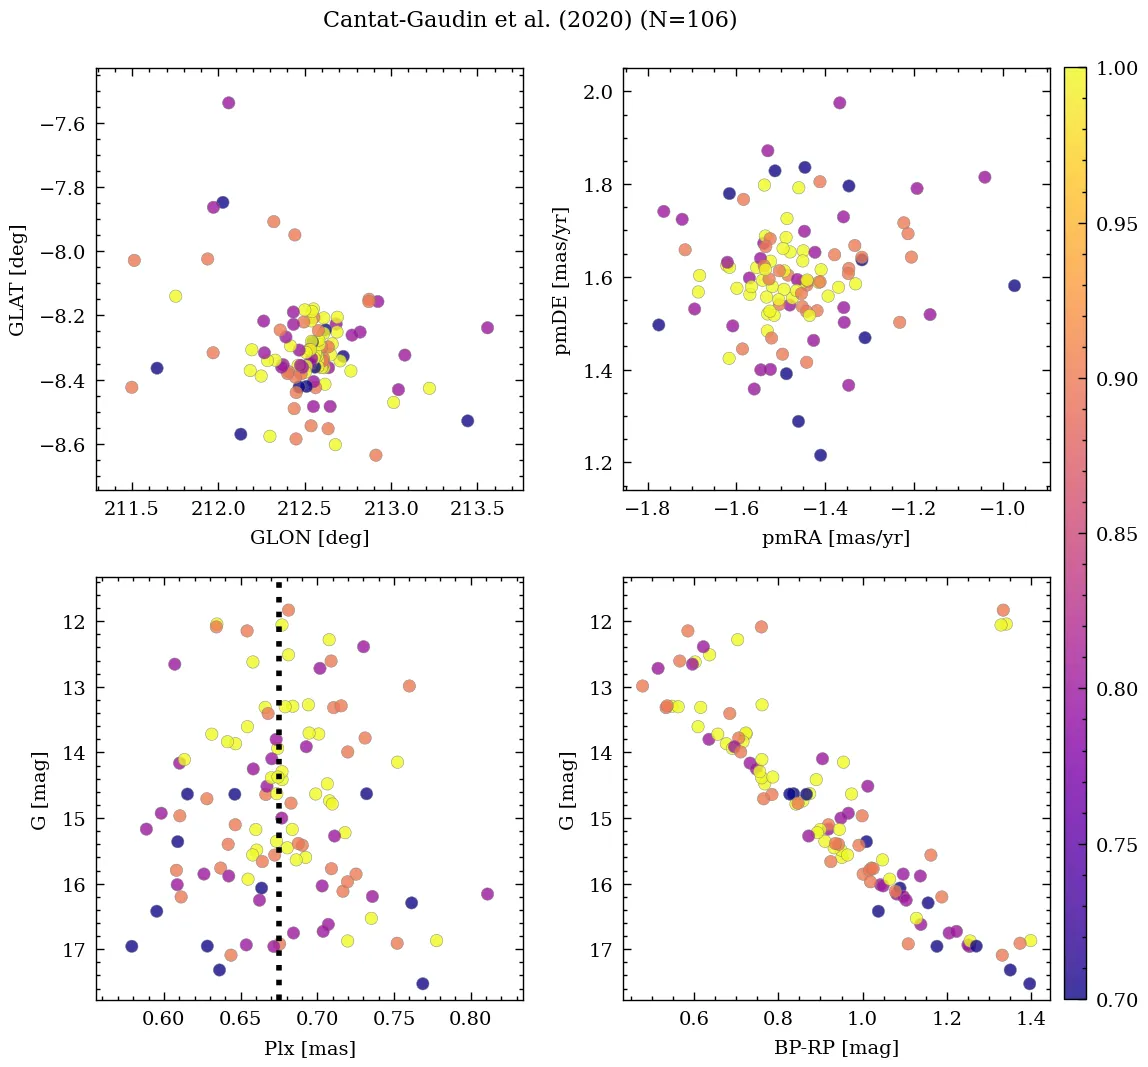 Cantat-Gaudin et al. (2020) (N=106)
−7.6
−7.8
−8.0
−8.2
−8.4
−8.6
GLAT [deg]
211.5 212.0 212.5 213.0 213.5
GLON [deg]
2.0
1.8
1.6
1.4
1.2
pmDE [mas/yr]
−1.8 −1.6 −1.4 −1.2 −1.0
pmRA [mas/yr]
12
13
14
15
16
17
G [mag]
0.60 0.65 0.70 0.75 0.80
Plx [mas]
12
13
14
15
16
17
G [mag]
0.6 0.8 1.0 1.2 1.4
BP-RP [mag]
1.00
0.95
0.90
0.85
0.80
0.75
0.70